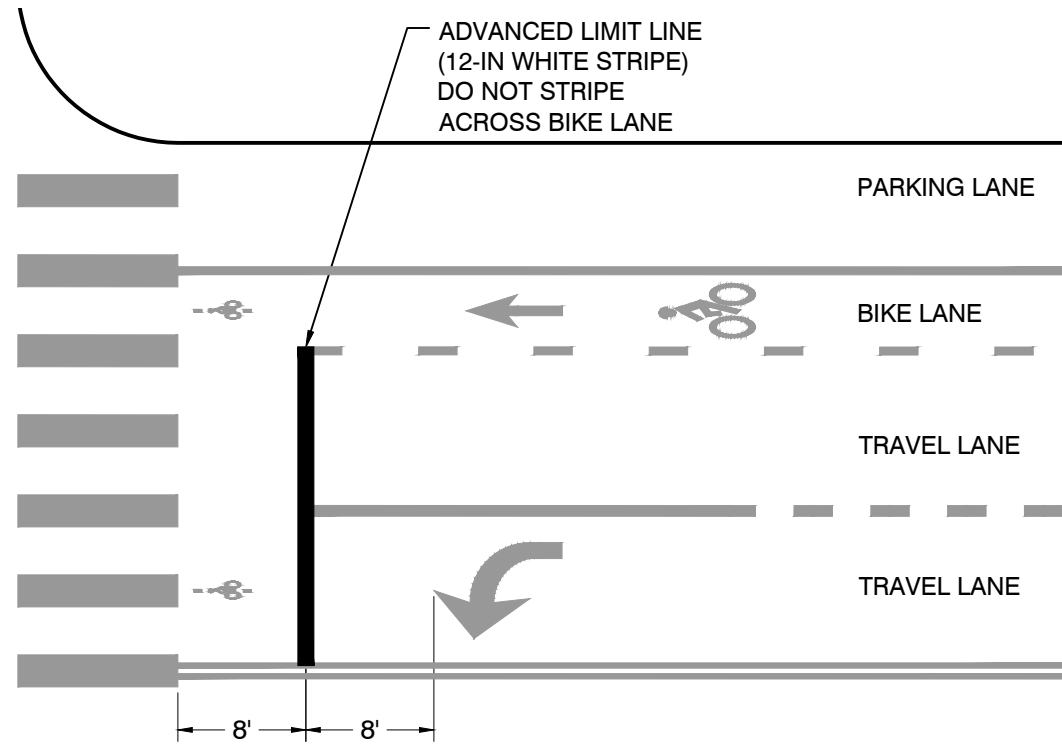 ADVANCED LIMIT LINE
(12-IN WHITE STRIPE)
DO NOT STRIPE
ACROSS BIKE LANE
PARKING LANE
BIKE LANE
TRAVEL LANE
TRAVEL LANE
8'
8'